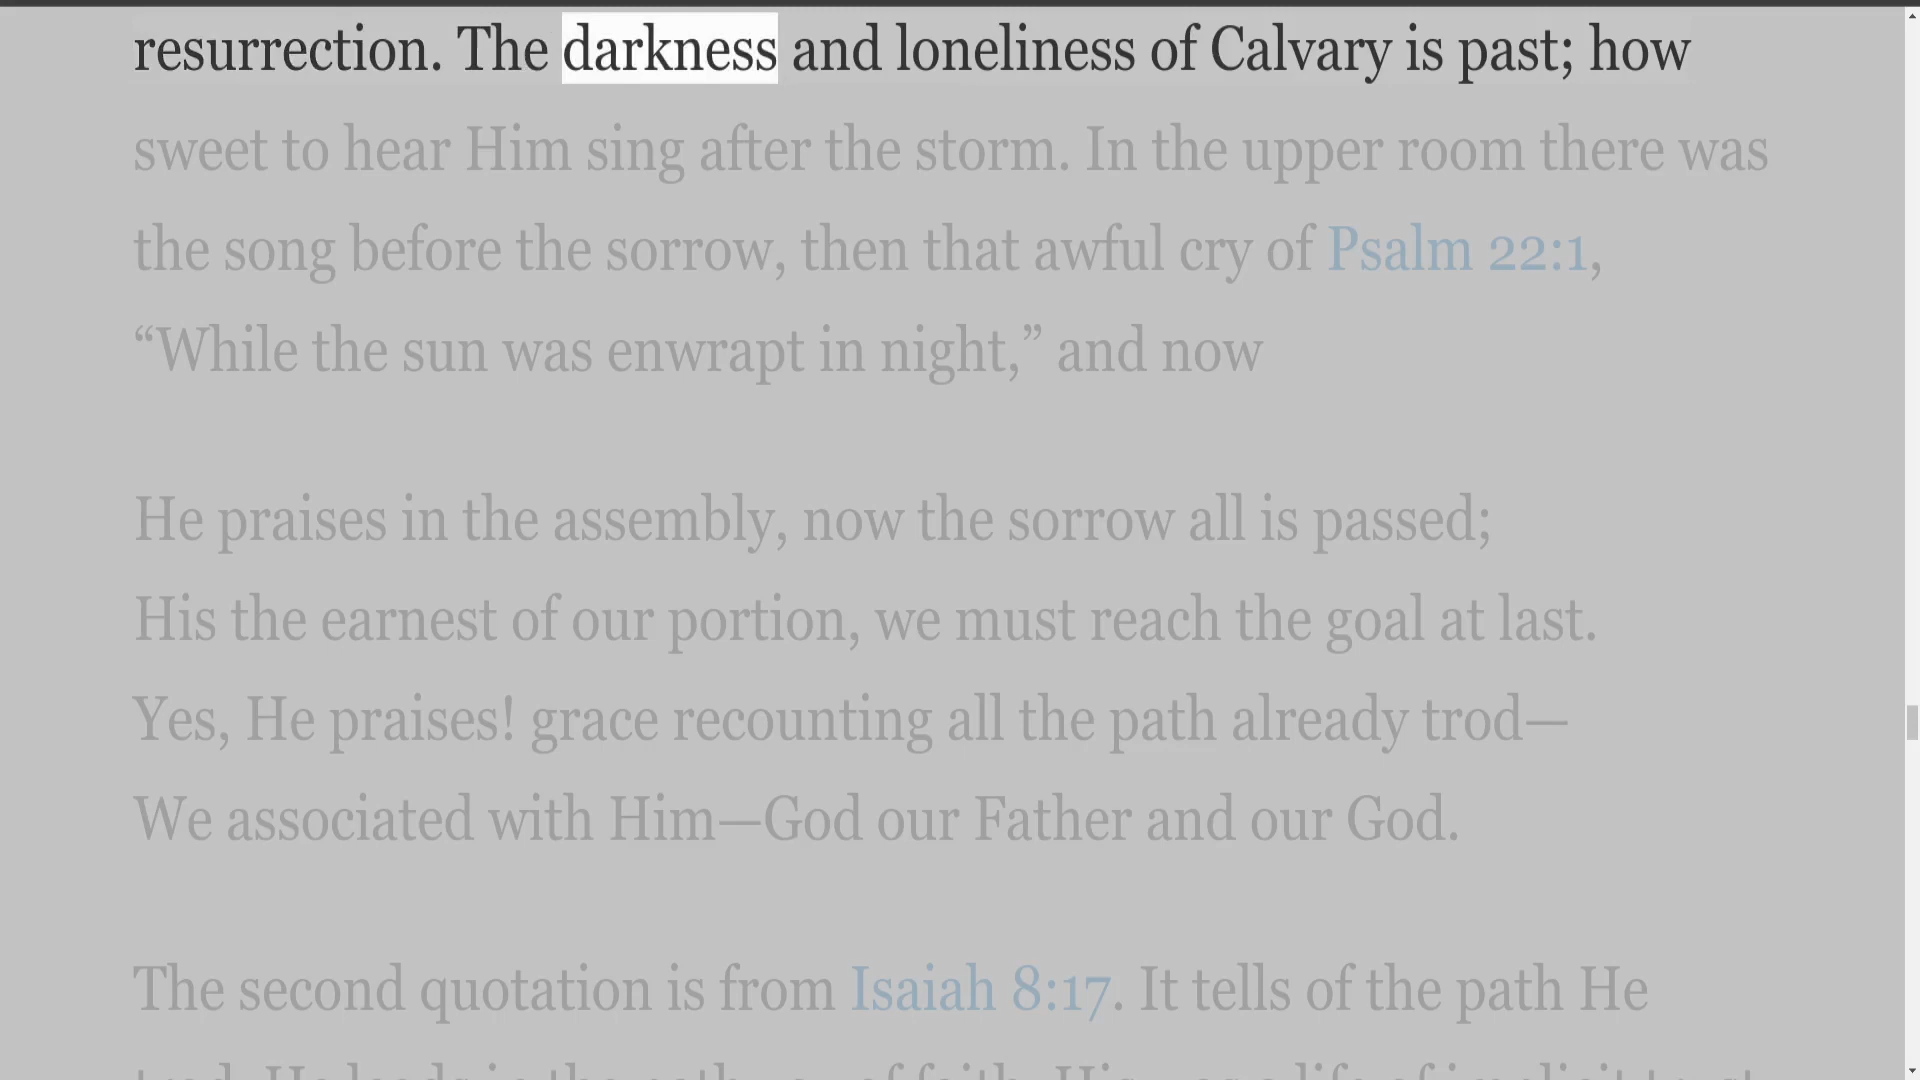 resurrection. The darkness and loneliness of Calvary is past; how
sweet to hear Him sing after the storm. In the upper room there was
the song before the sorrow, then that awful cry of Psalm 22:1,
“While the sun was enwrapt in night,” and now
He praises in the assembly, now the sorrow all is passed;
His the earnest of our portion, we must reach the goal at last.
Yes, He praises! grace recounting all the path already trod—
We associated with Him—God our Father and our God.
The second quotation is from Isaiah 8:17. It tells of the path He